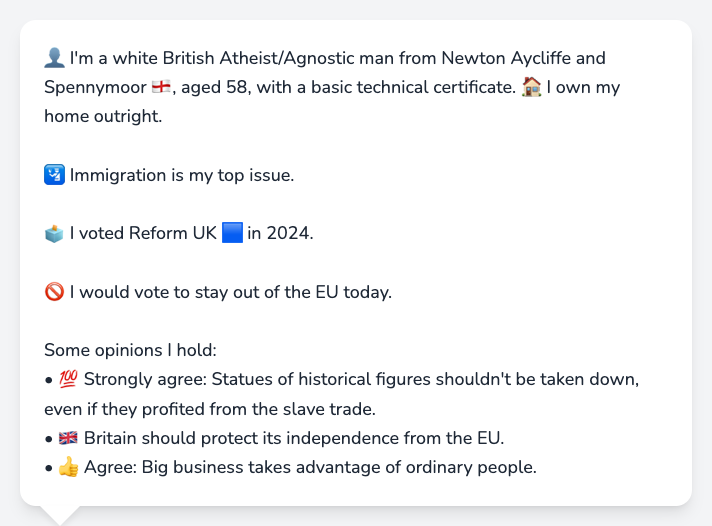 👤 I'm a white British Atheist/Agnostic man from Newton Aycliffe and
Spennymoor 🏴󠁧󠁢󠁥󠁮󠁧󠁿, aged 58, with a basic technical certificate. 🏠 I own my
home outright.
🛂 Immigration is my top issue.
🗳️ I voted Reform UK 🟦 in 2024.
🚫 I would vote to stay out of the EU today.
Some opinions I hold:
• 💯 Strongly agree: Statues of historical figures shouldn't be taken down,
even if they profited from the slave trade.
• 🇬🇧 Britain should protect its independence from the EU.
• 👍 Agree: Big business takes advantage of ordinary people.